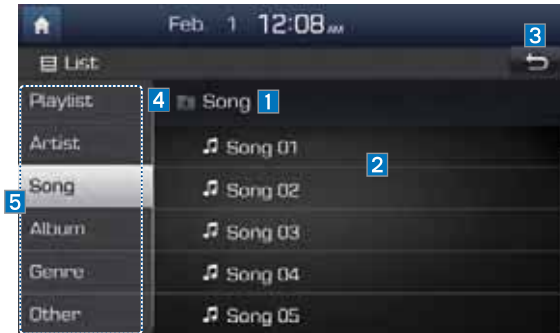 Feb 1 12:08 AM
3
List
Playlist
4 Song 1
Artist
Song 01
2
Song
Song 02
5
Album
Song 03
Genre
Song 04
Other
Song 05